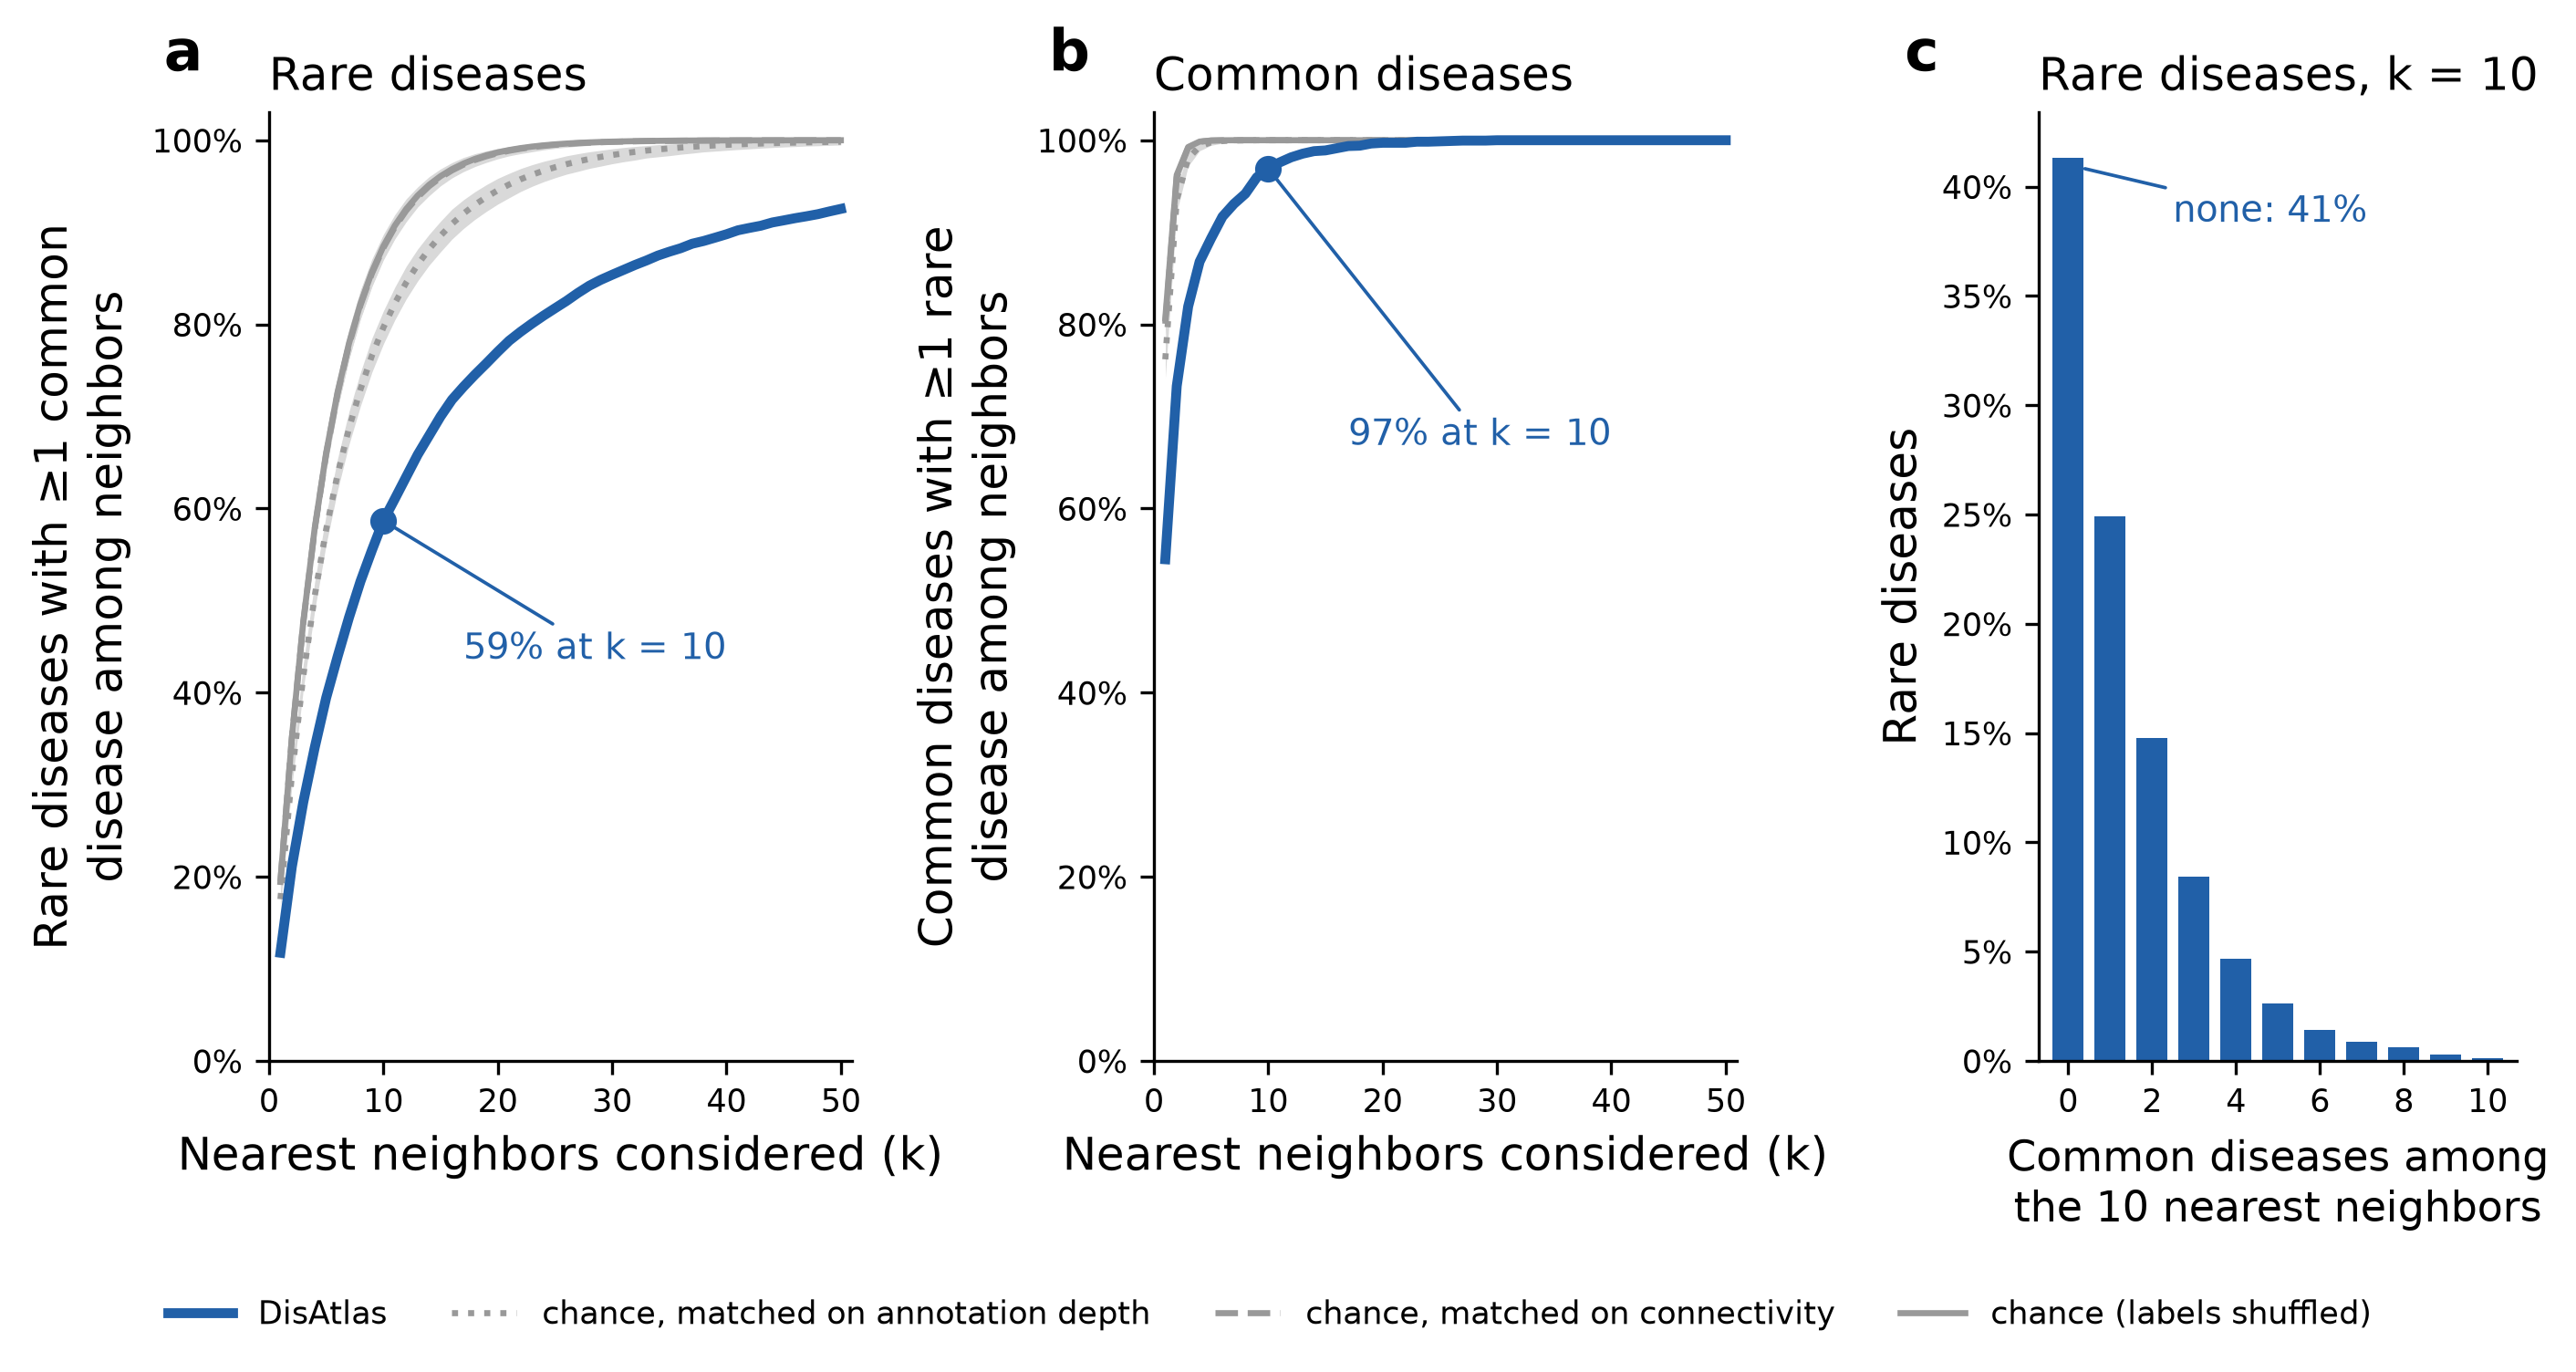 a
Rare diseases
Rare diseases with ≥1 common
disease among neighbors
100%
80%
60%
40%
20%
0%
59% at k = 10
0 10 20 30 40 50
Nearest neighbors considered (k)
b
Common diseases
Common diseases with ≥1 rare
disease among neighbors
100%
80%
60%
40%
20%
0%
97% at k = 10
0 10 20 30 40 50
Nearest neighbors considered (k)
c
Rare diseases, k = 10
Rare diseases
40%
35%
30%
25%
20%
15%
10%
5%
0%
none: 41%
0 2 4 6 8 10
Common diseases among
the 10 nearest neighbors
DisAtlas
chance, matched on annotation depth
chance, matched on connectivity
chance (labels shuffled)